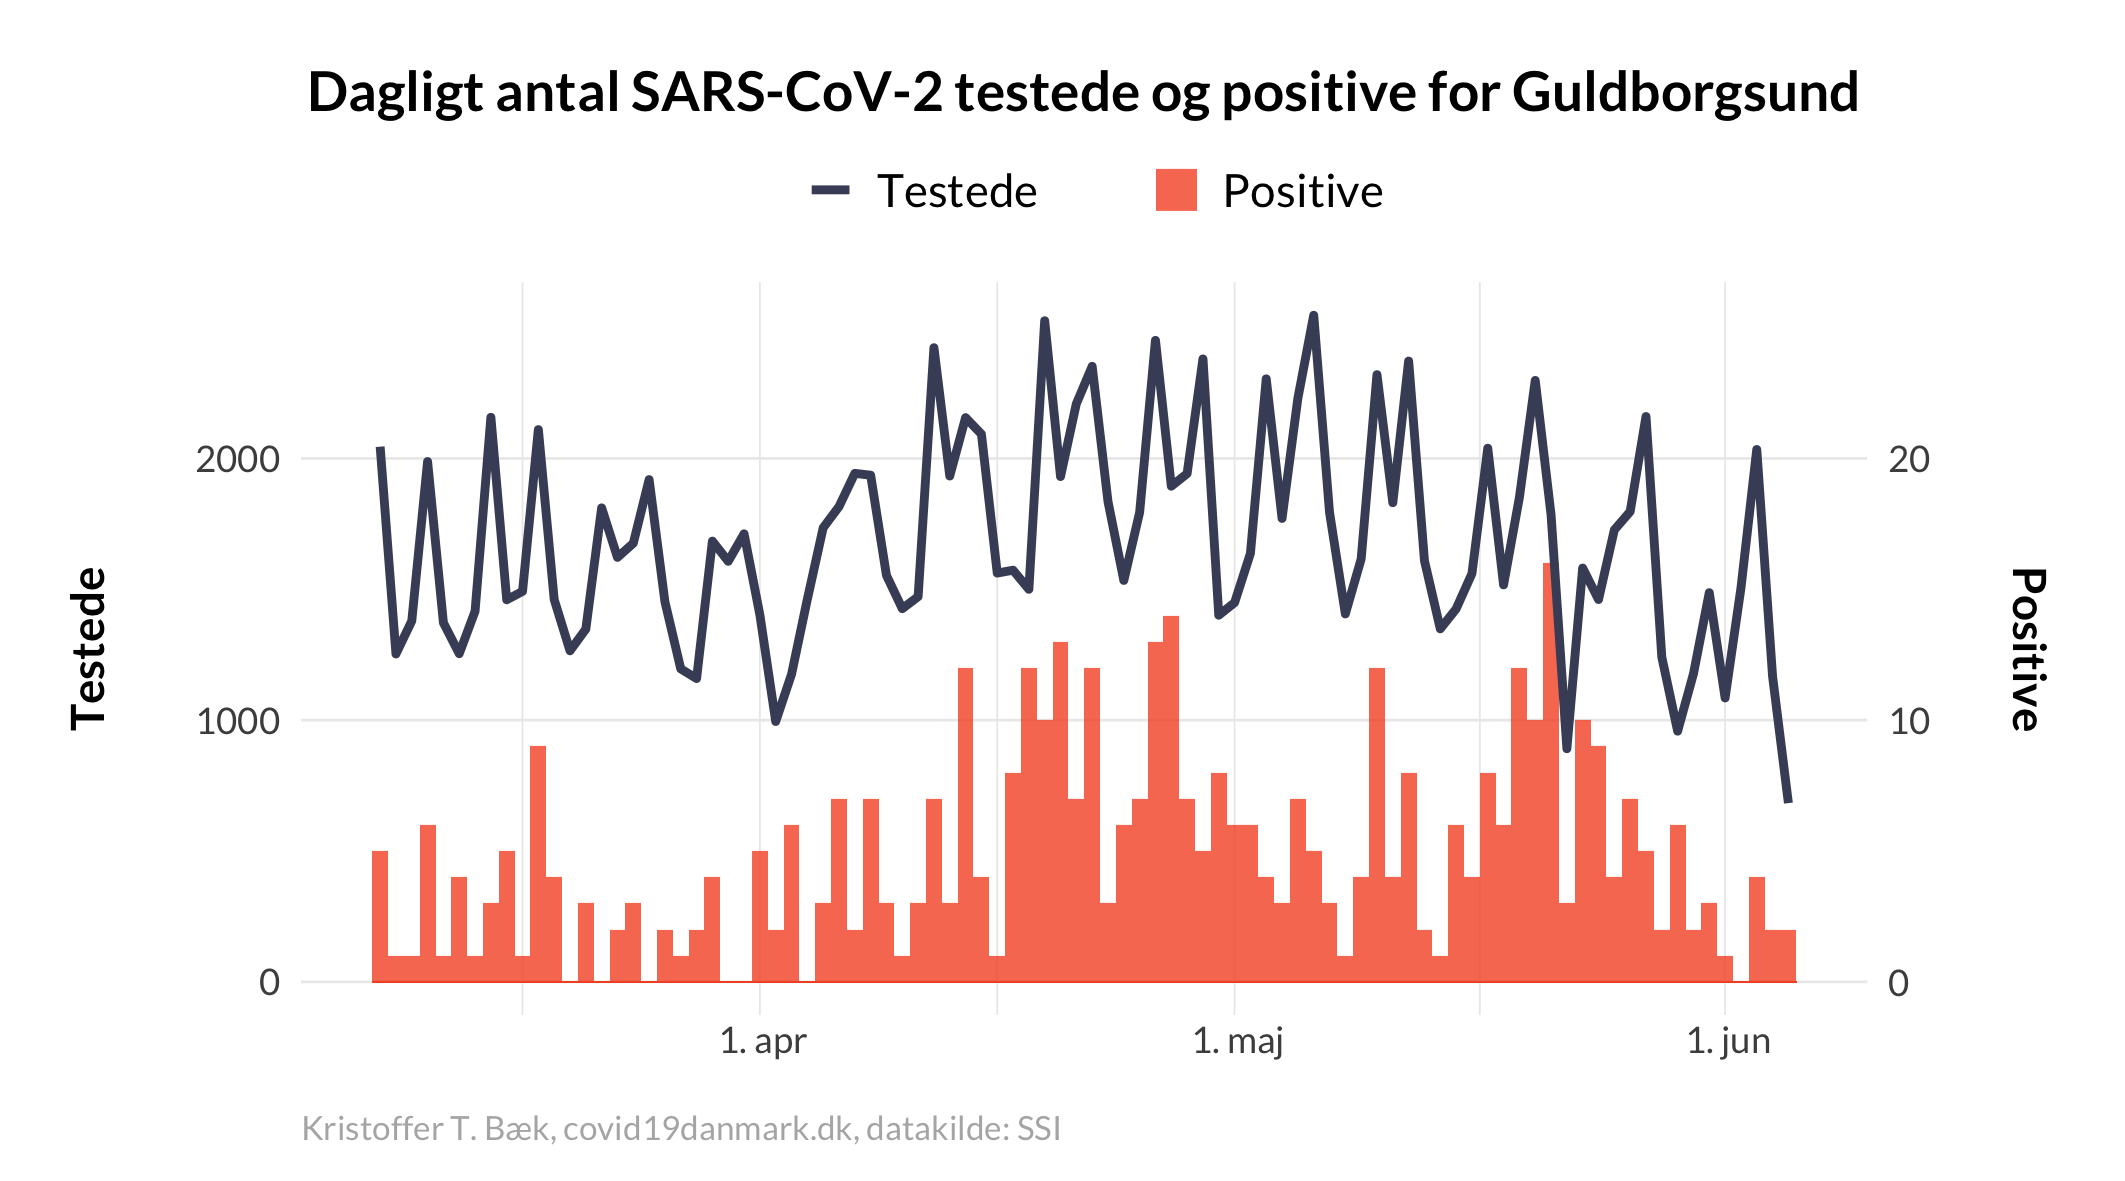 Dagligt antal SARS-CoV-2 testede og positive for Guldborgsund
Testede
Positive
Testede
2000
1000
0
20
10
0
Positive
1. apr
1. maj
1. jun
Kristoffer T. Bæk, covid19danmark.dk, datakilde: SSI